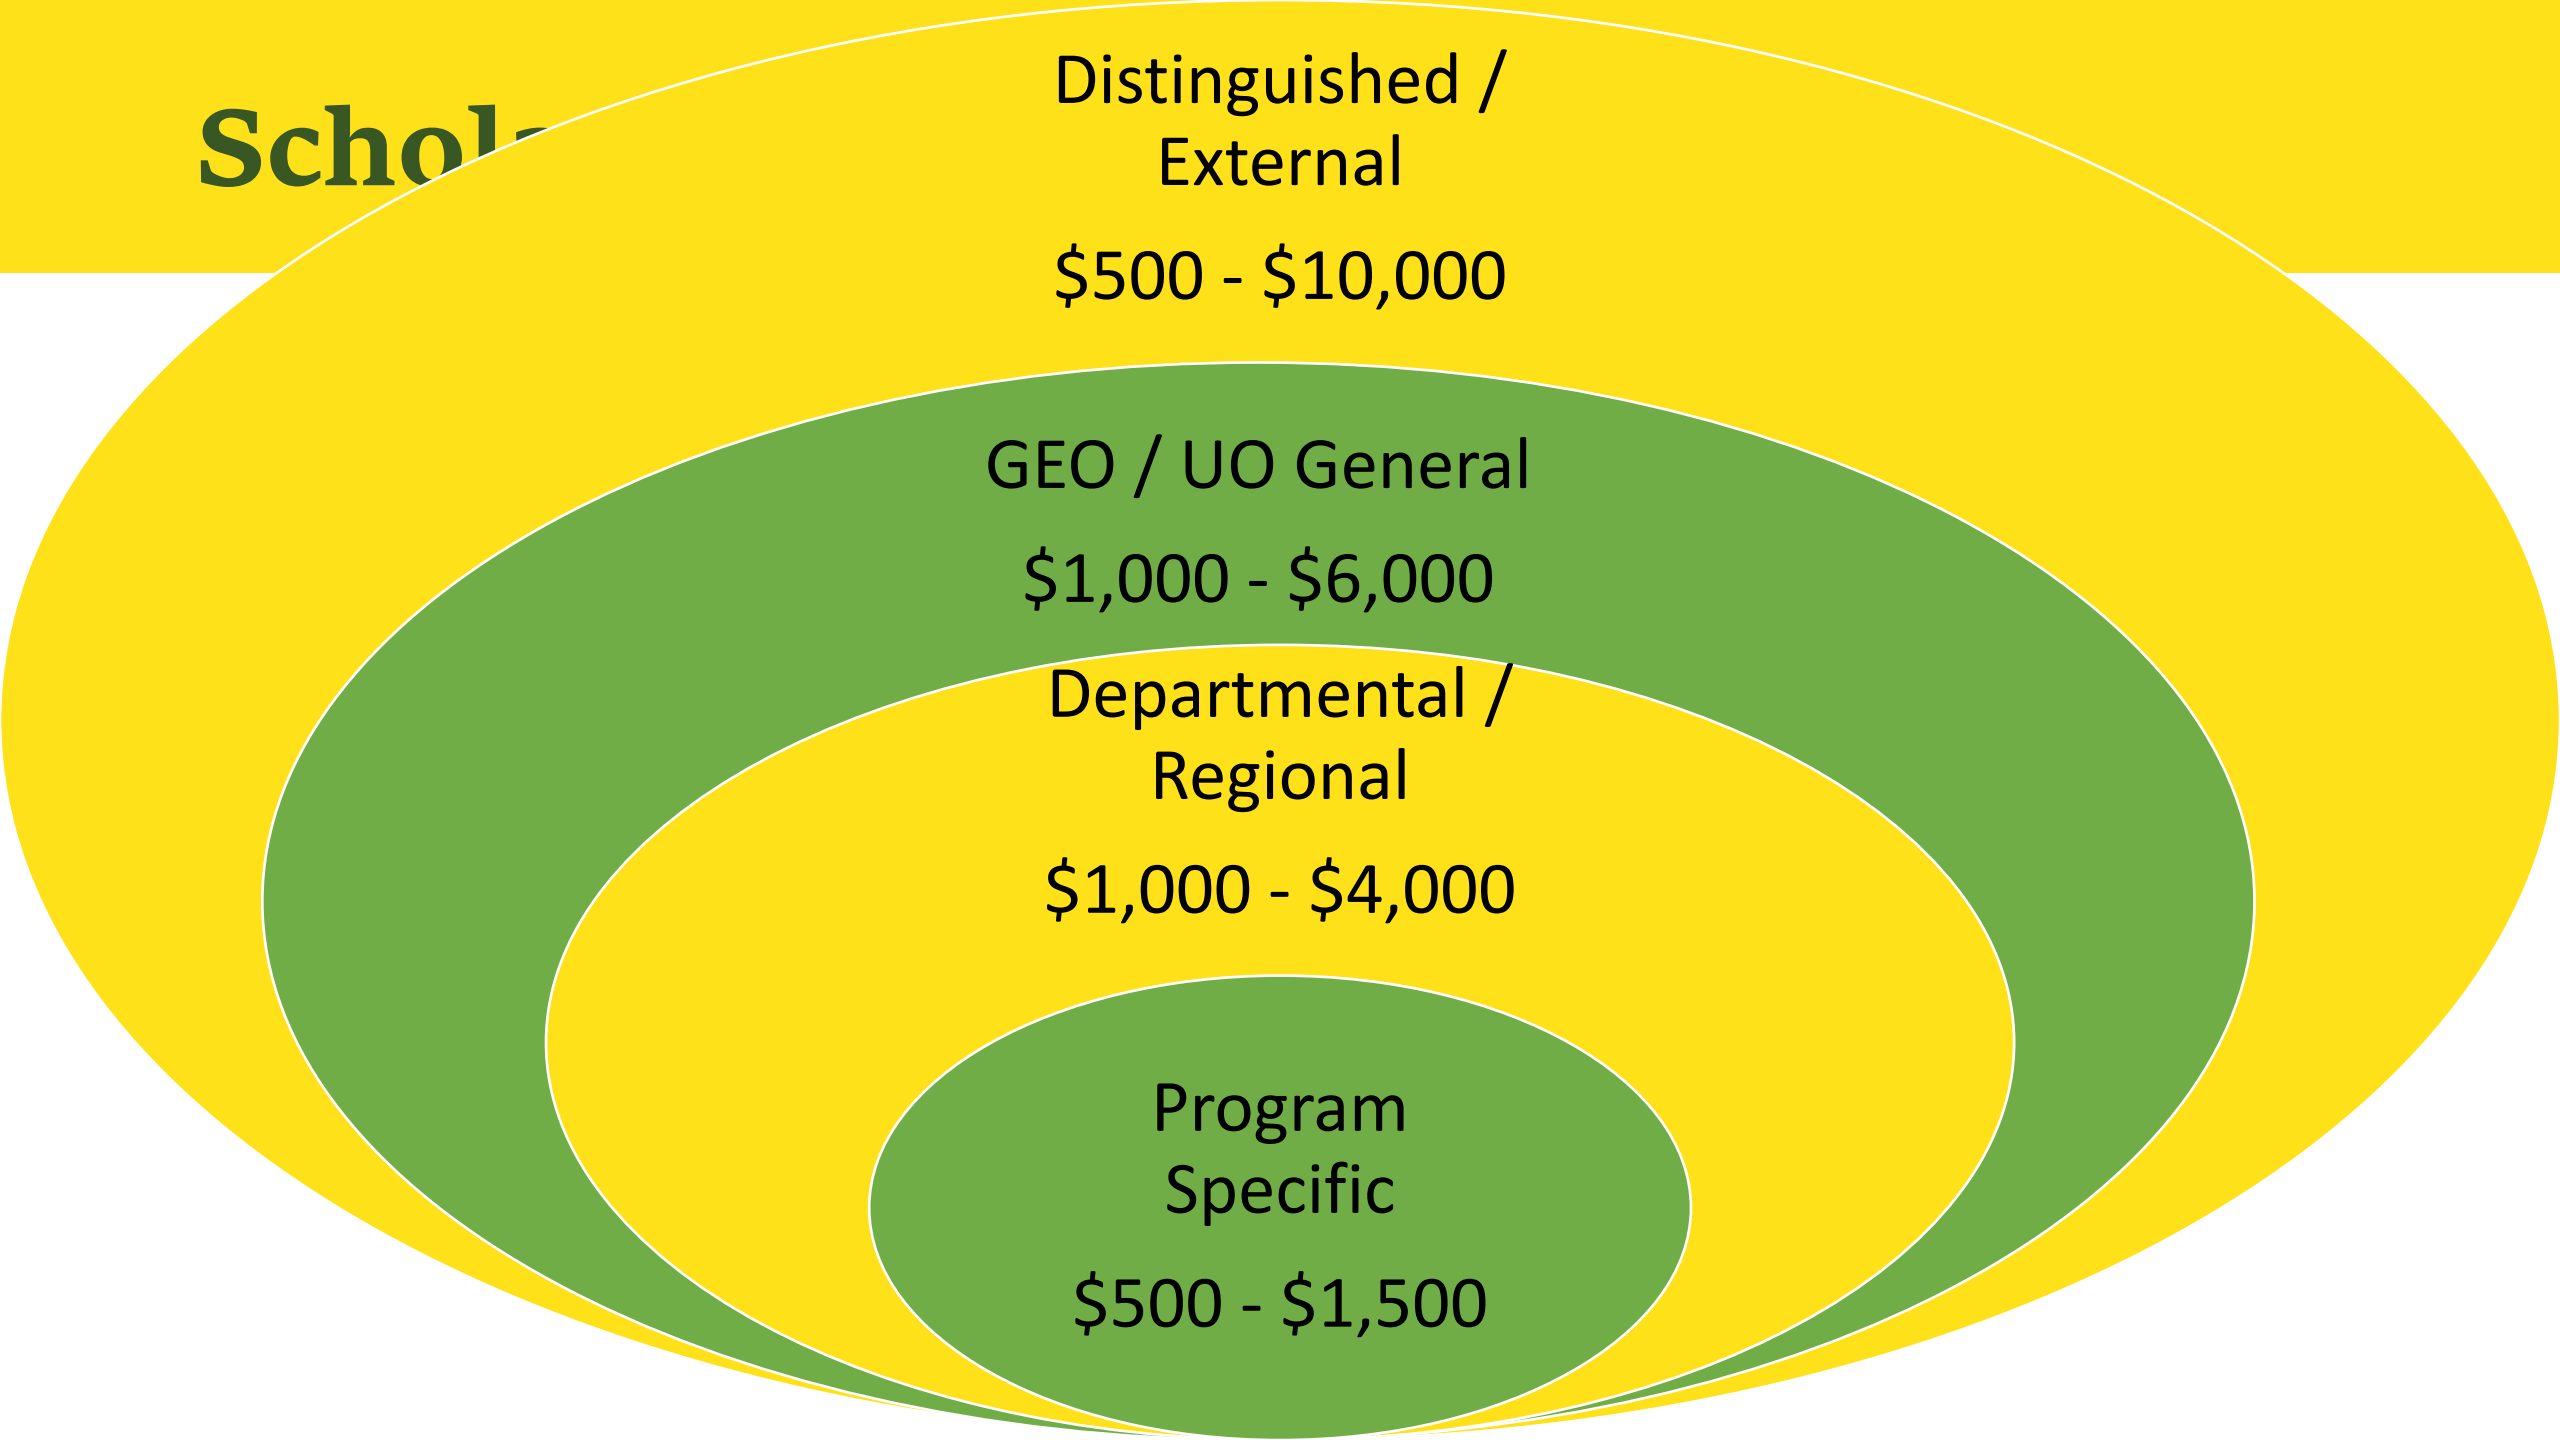 Distinguished /
External
$500 - $10,000
GEO / UO General
$1,000 - $6,000
Departmental /
Regional
$1,000 - $4,000
Program
Specific
$500 - $1,500